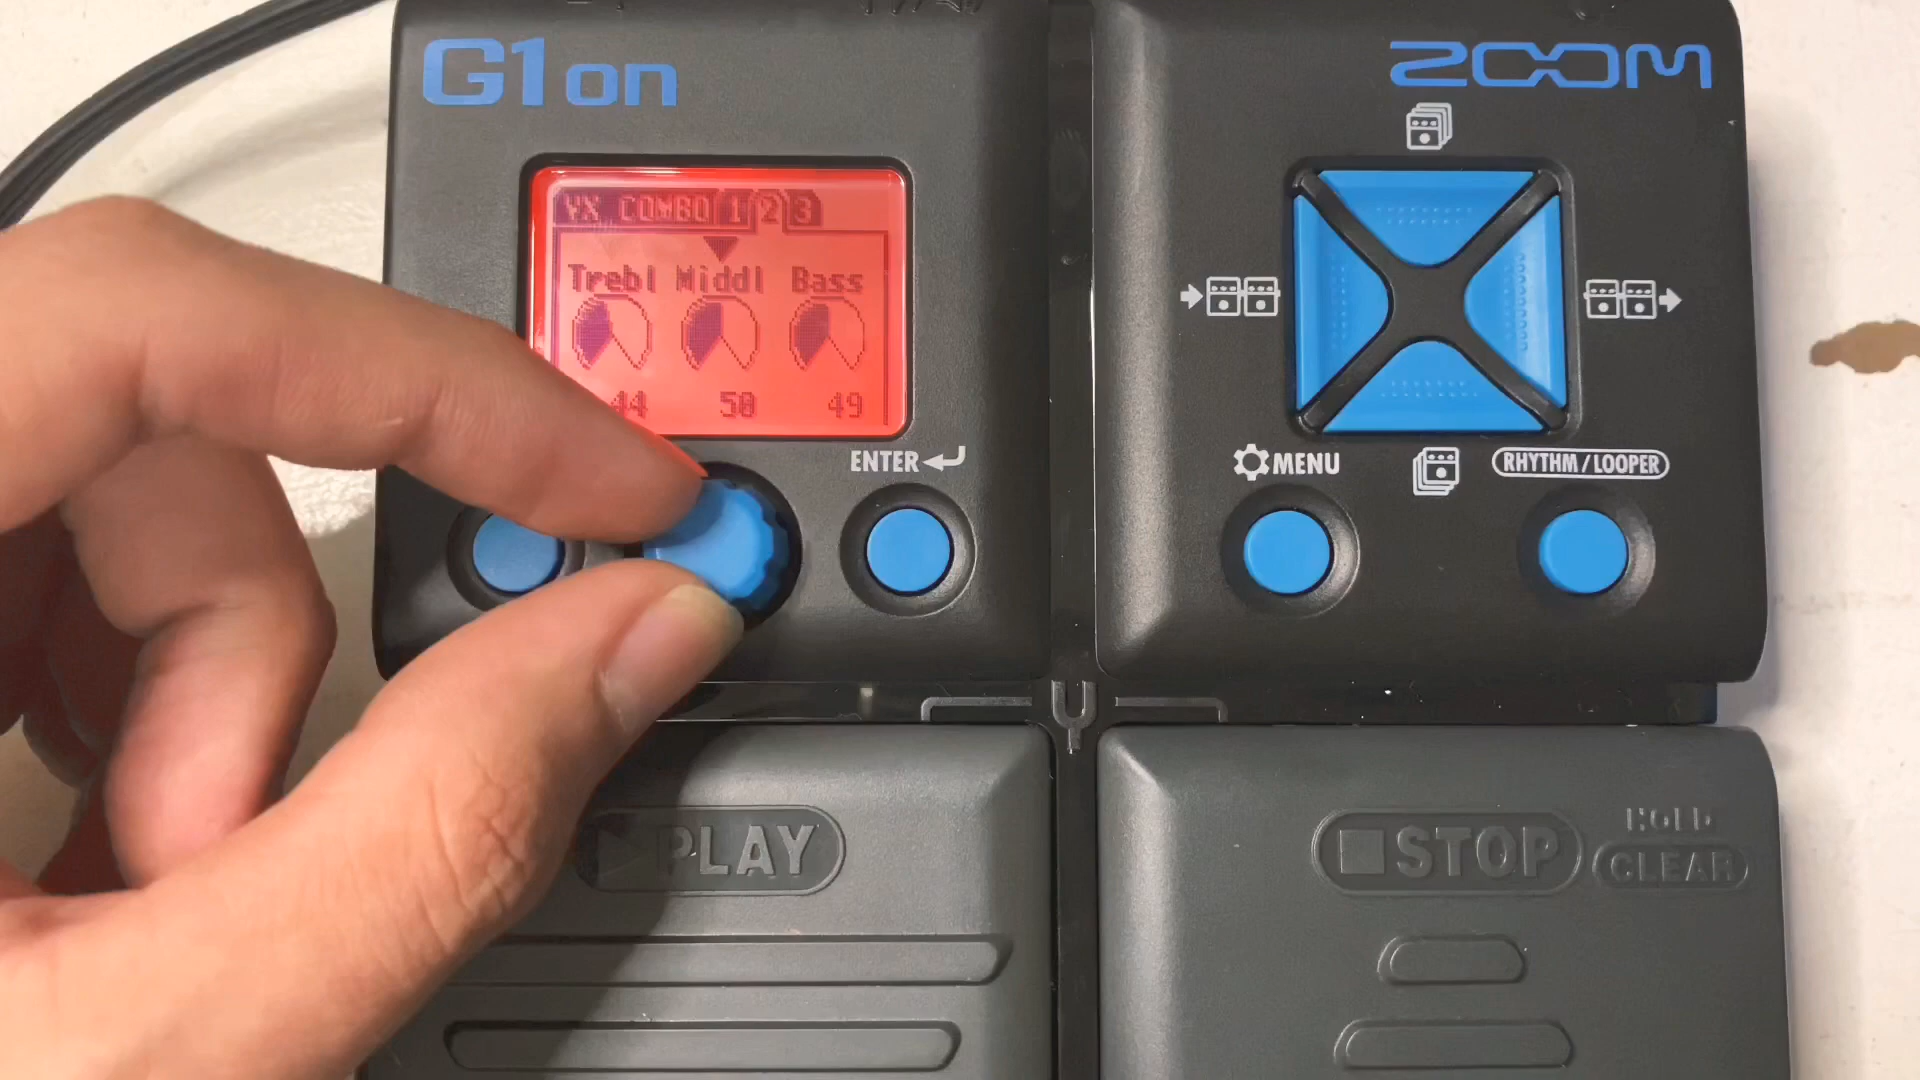 G1on
ZOOM
VX COMBO 1 2 3
Trebl Middl Bass
44 50 49
ENTER
MENU
RHYTHM/LOOPER
PLAY
STOP
HOLD
CLEAR